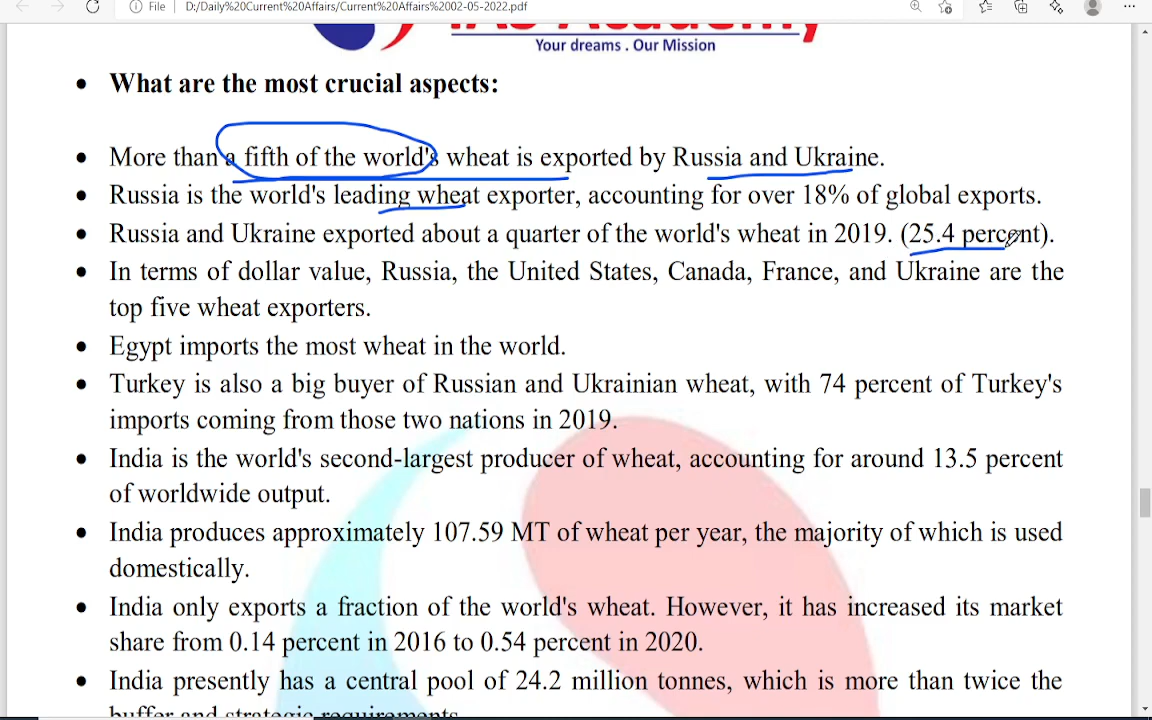 File
D:/Daily%20Current%20Affairs/Current%20Affairs%2002-05-2022.pdf
Your dreams . Our Mission
• What are the most crucial aspects:
• More than a fifth of the world's wheat is exported by Russia and Ukraine.
• Russia is the world's leading wheat exporter, accounting for over 18% of global exports.
• Russia and Ukraine exported about a quarter of the world's wheat in 2019. (25.4 percent).
• In terms of dollar value, Russia, the United States, Canada, France, and Ukraine are the
top five wheat exporters.
• Egypt imports the most wheat in the world.
• Turkey is also a big buyer of Russian and Ukrainian wheat, with 74 percent of Turkey's
imports coming from those two nations in 2019.
• India is the world's second-largest producer of wheat, accounting for around 13.5 percent
of worldwide output.
• India produces approximately 107.59 MT of wheat per year, the majority of which is used
domestically.
• India only exports a fraction of the world's wheat. However, it has increased its market
share from 0.14 percent in 2016 to 0.54 percent in 2020.
• India presently has a central pool of 24.2 million tonnes, which is more than twice the
buffer and strategic requirements